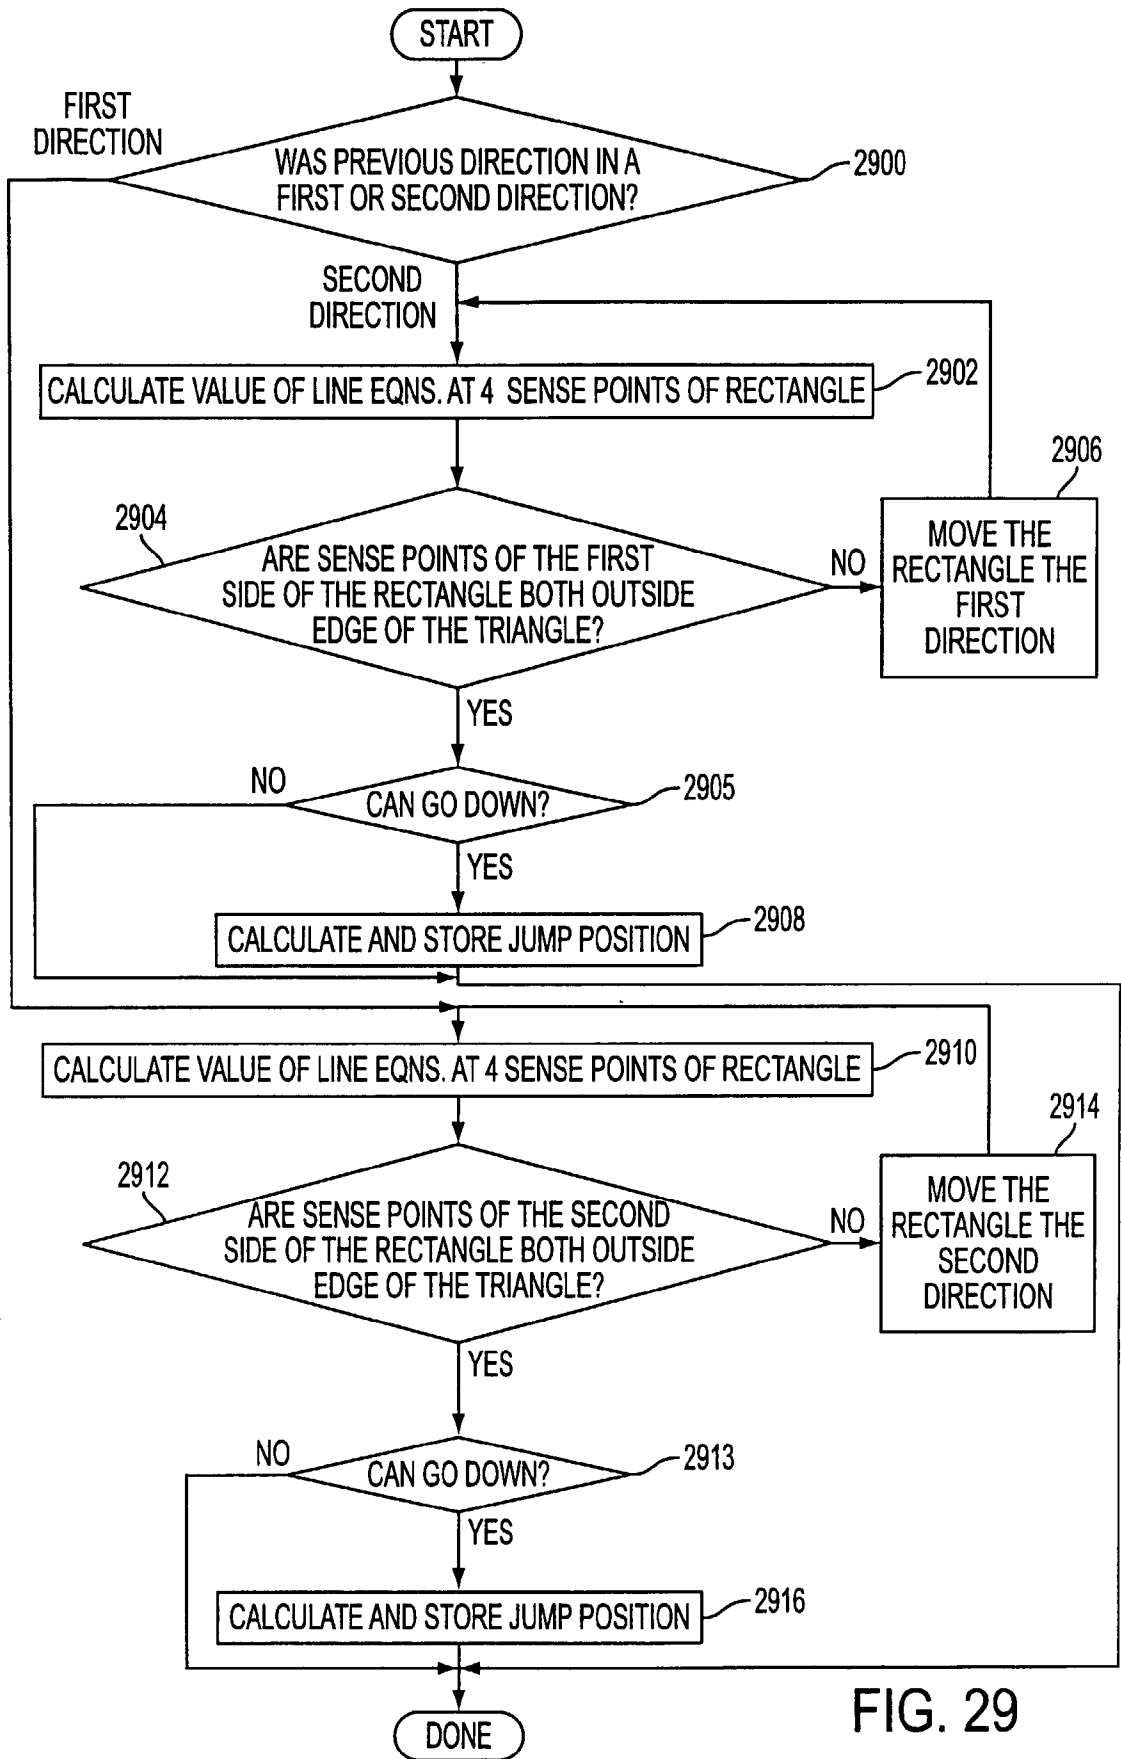 START
FIRST
DIRECTION
WAS PREVIOUS DIRECTION IN A
FIRST OR SECOND DIRECTION?
2900
SECOND
DIRECTION
CALCULATE VALUE OF LINE EQNS. AT 4 SENSE POINTS OF RECTANGLE
2902
2906
2904
ARE SENSE POINTS OF THE FIRST
SIDE OF THE RECTANGLE BOTH OUTSIDE
EDGE OF THE TRIANGLE?
NO
MOVE THE
RECTANGLE THE
FIRST
DIRECTION
YES
NO
CAN GO DOWN?
2905
YES
CALCULATE AND STORE JUMP POSITION
2908
CALCULATE VALUE OF LINE EQNS. AT 4 SENSE POINTS OF RECTANGLE
2910
2914
2912
ARE SENSE POINTS OF THE SECOND
SIDE OF THE RECTANGLE BOTH OUTSIDE
EDGE OF THE TRIANGLE?
NO
MOVE THE
RECTANGLE THE
SECOND
DIRECTION
YES
NO
CAN GO DOWN?
2913
YES
CALCULATE AND STORE JUMP POSITION
2916
DONE
FIG. 29